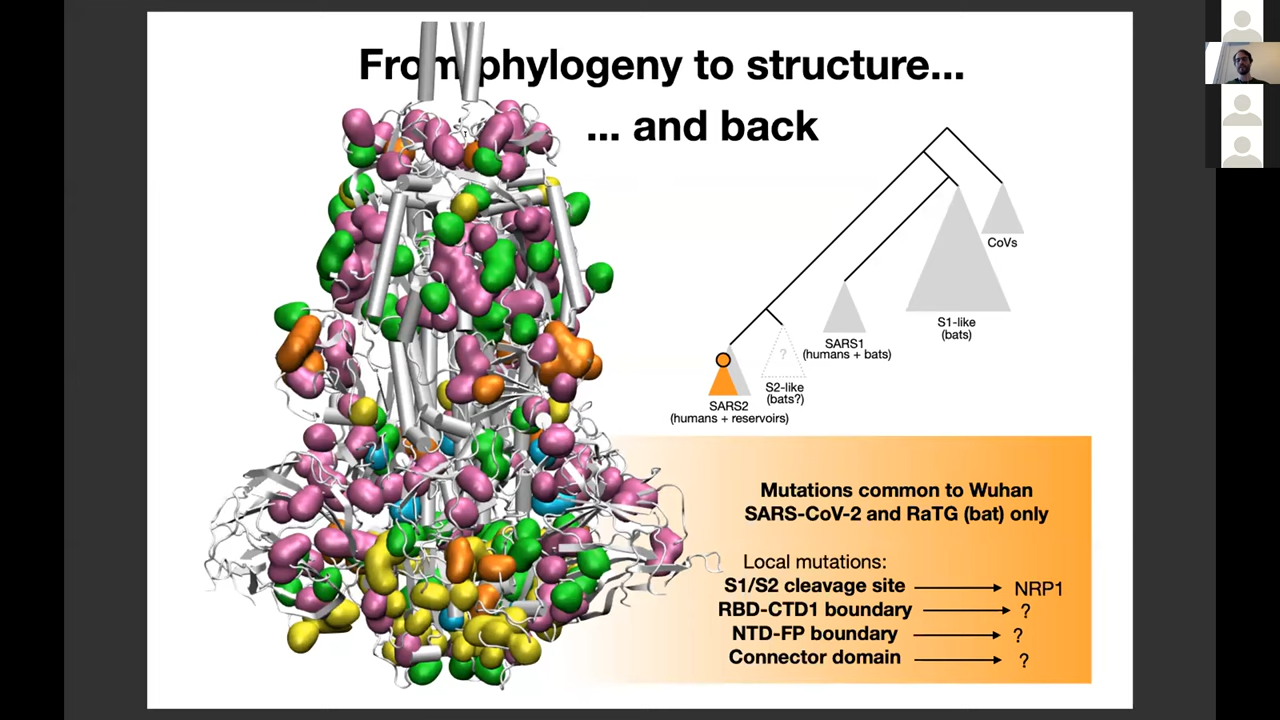 From phylogeny to structure...
... and back
CoVs
S1-like
(bats)
SARS1
(humans + bats)
?
S2-like
(bats?)
SARS2
(humans + reservoirs)
Mutations common to Wuhan
SARS-CoV-2 and RaTG (bat) only
Local mutations:
S1/S2 cleavage site NRP1
RBD-CTD1 boundary ?
NTD-FP boundary ?
Connector domain ?